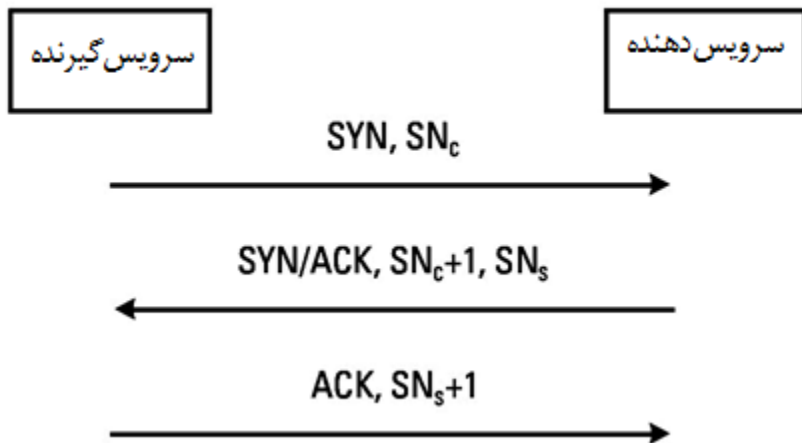 سرویس‌گیرنده
سرویس‌دهنده
SYN, SNc
SYN/ACK, SNc+1, SNs
ACK, SNs+1